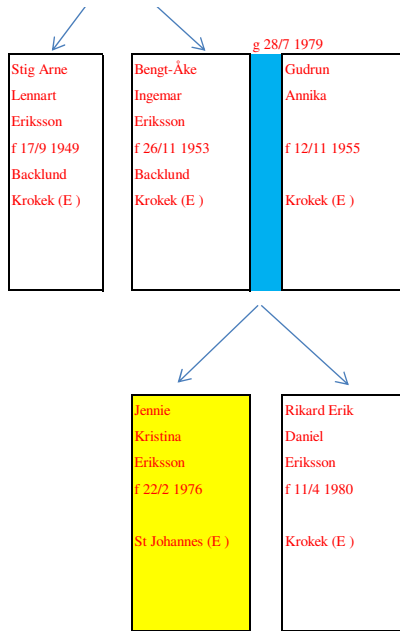 g 28/7 1979
Stig Arne
Lennart
Eriksson
f 17/9 1949
Backlund
Krokek (E )
Bengt-Åke
Ingemar
Eriksson
f 26/11 1953
Backlund
Krokek (E )
Gudrun
Annika
f 12/11 1955
Krokek (E )
Jennie
Kristina
Eriksson
f 22/2 1976
St Johannes (E )
Rikard Erik
Daniel
Eriksson
f 11/4 1980
Krokek (E )